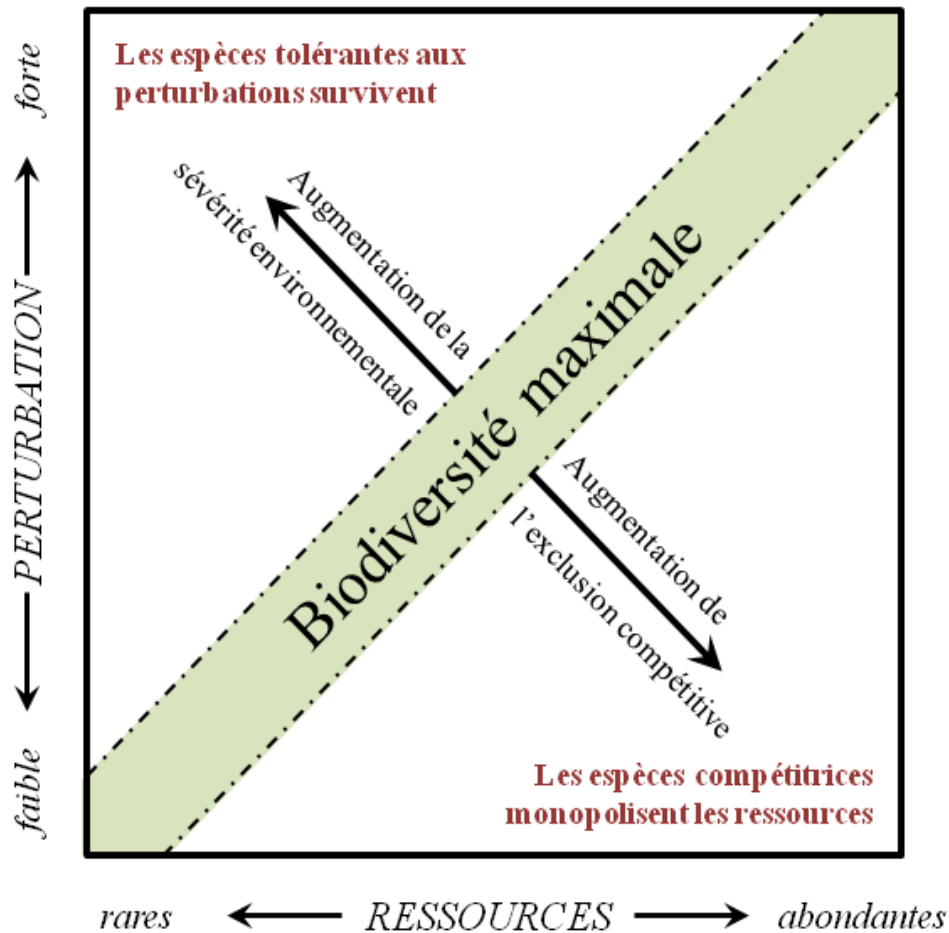 Les espèces tolérantes aux
perturbations survivent
Augmentation de la
sévérité environnementale
Biodiversité maximale
Augmentation de
l’exclusion compétitive
Les espèces compétitrices
monopolisent les ressources
forte
PERTURBATION
faible
rares
RESSOURCES
abondantes